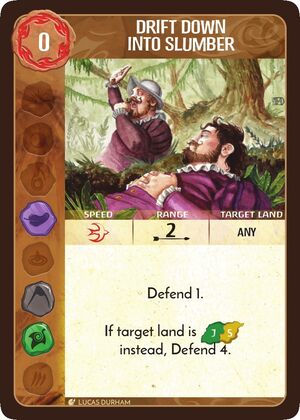 0
DRIFT DOWN
INTO SLUMBER
SPEED RANGE TARGET LAND
2 ANY
Defend 1.
If target land is J S
instead, Defend 4.
LUCAS DURHAM